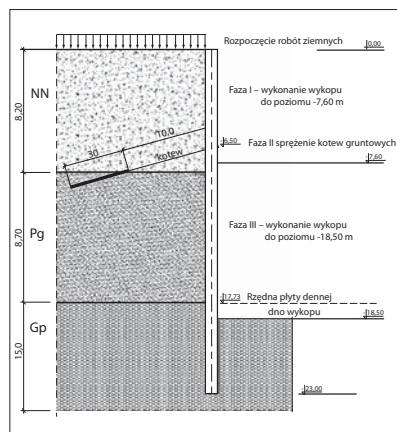 Rozpoczęcie robót ziemnych
0,00
NN
8,20
Faza I – wykonanie wykopu
do poziomu -7,60 m
6,50
Faza II sprężenie kotew gruntowych
7,60
10,0
30
kotew
Faza III – wykonanie wykopu
do poziomu -18,50 m
Pg
8,70
-17,73
Rzędna płyty dennej
dno wykopu
-18,50
Gp
15,0
-23,00